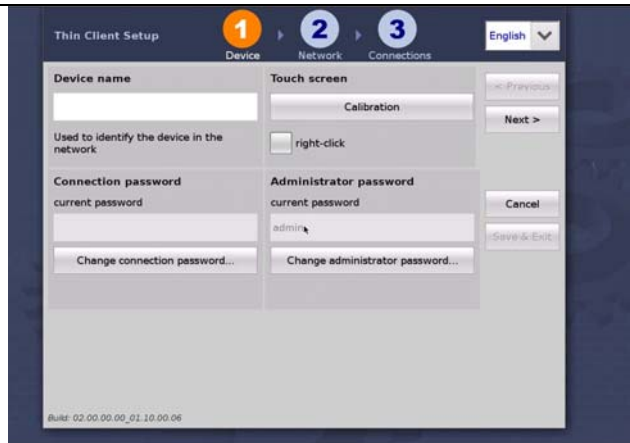 Thin Client Setup
1
2
3
Device
Network
Connections
English
Device name
Used to identify the device in the
network
Touch screen
Calibration
right-click
< Previous
Next >
Connection password
current password
Change connection password...
Administrator password
current password
admin
Change administrator password...
Cancel
Save & Exit
Build: 02.00.00.00_01.10.00.06